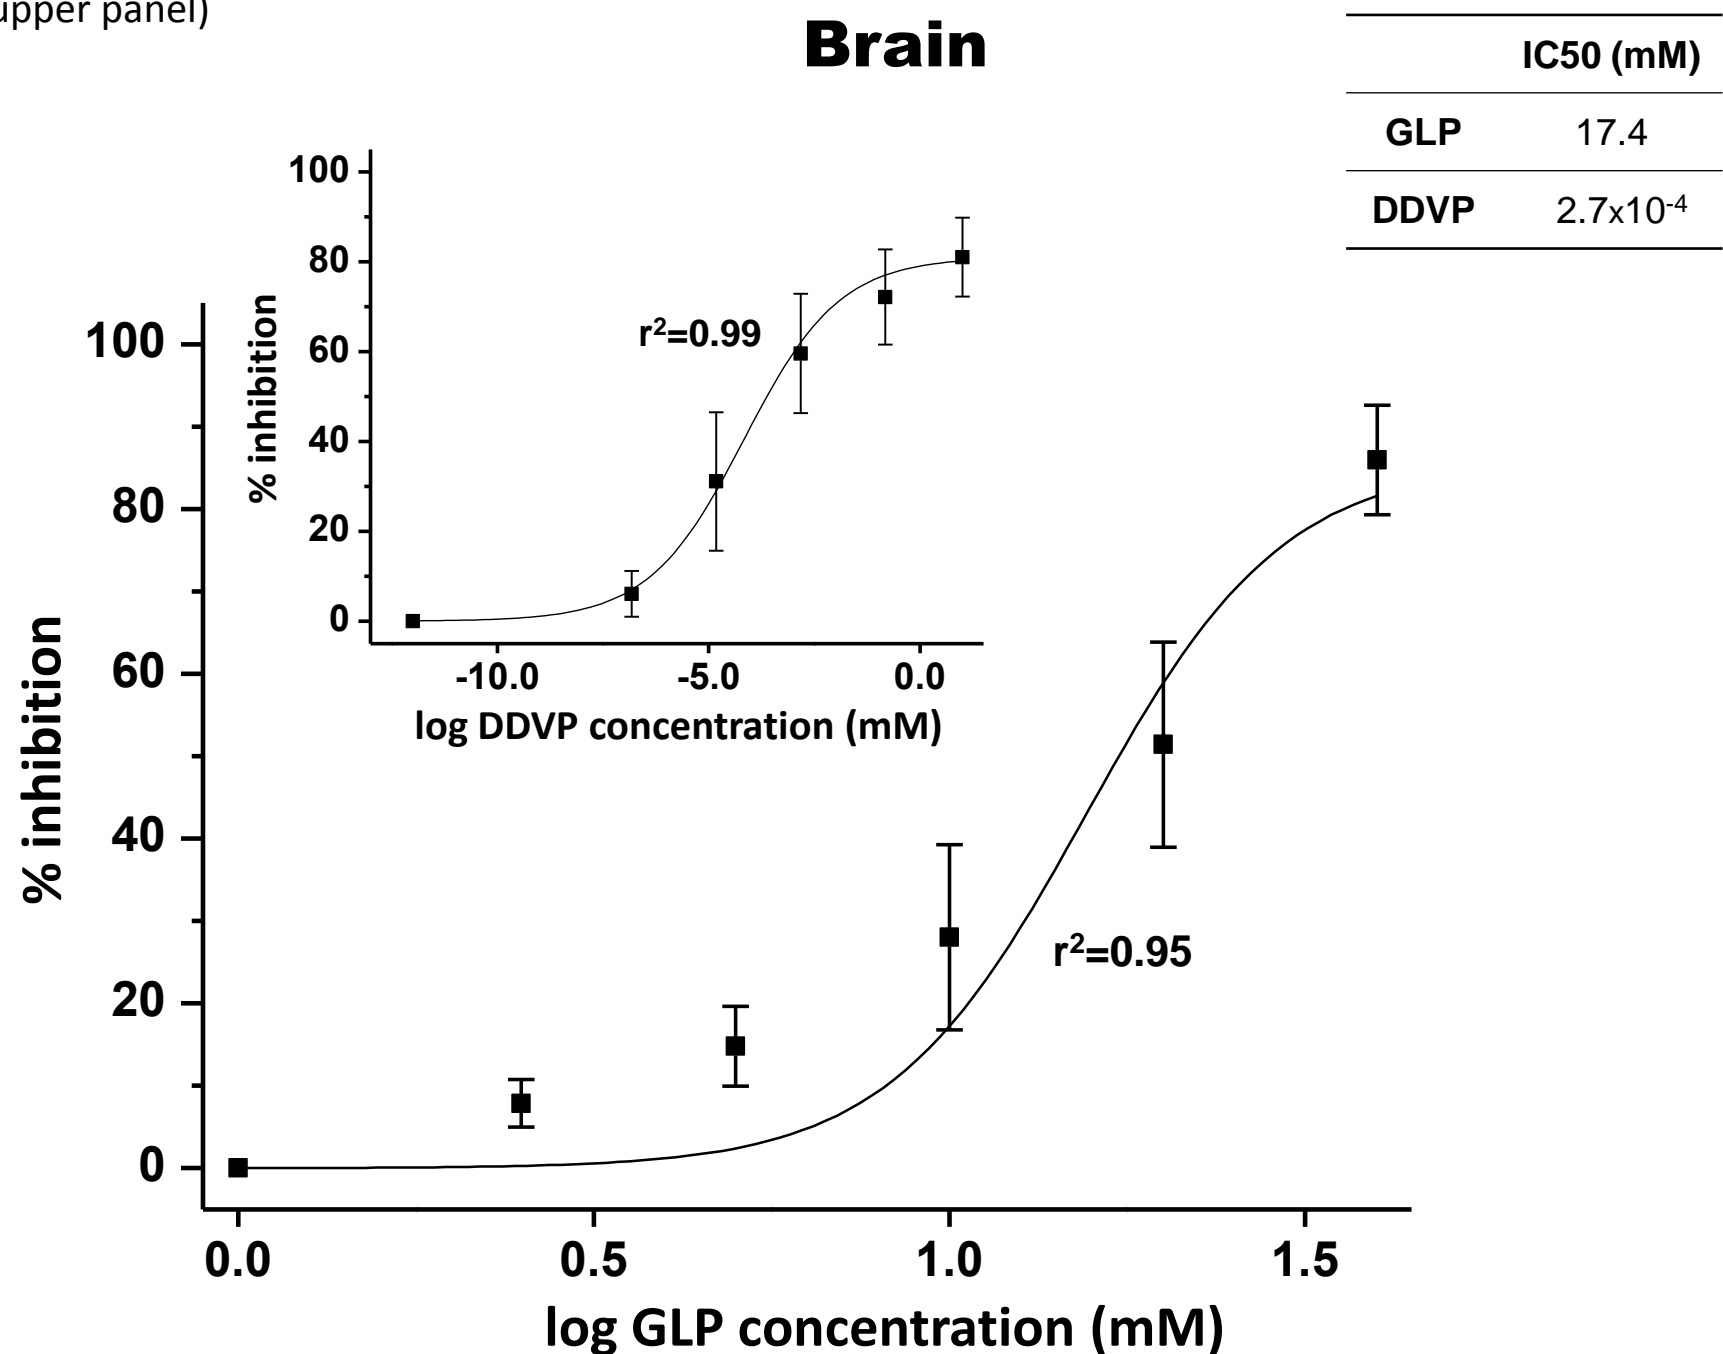 upper panel)
Brain
IC50 (mM)
GLP 17.4
DDVP 2.7x10⁻⁴
100
80
60
40
20
0
% inhibition
r²=0.99
-10.0 -5.0 0.0
log DDVP concentration (mM)
100
80
60
40
20
0
% inhibition
r²=0.95
0.0 0.5 1.0 1.5
log GLP concentration (mM)